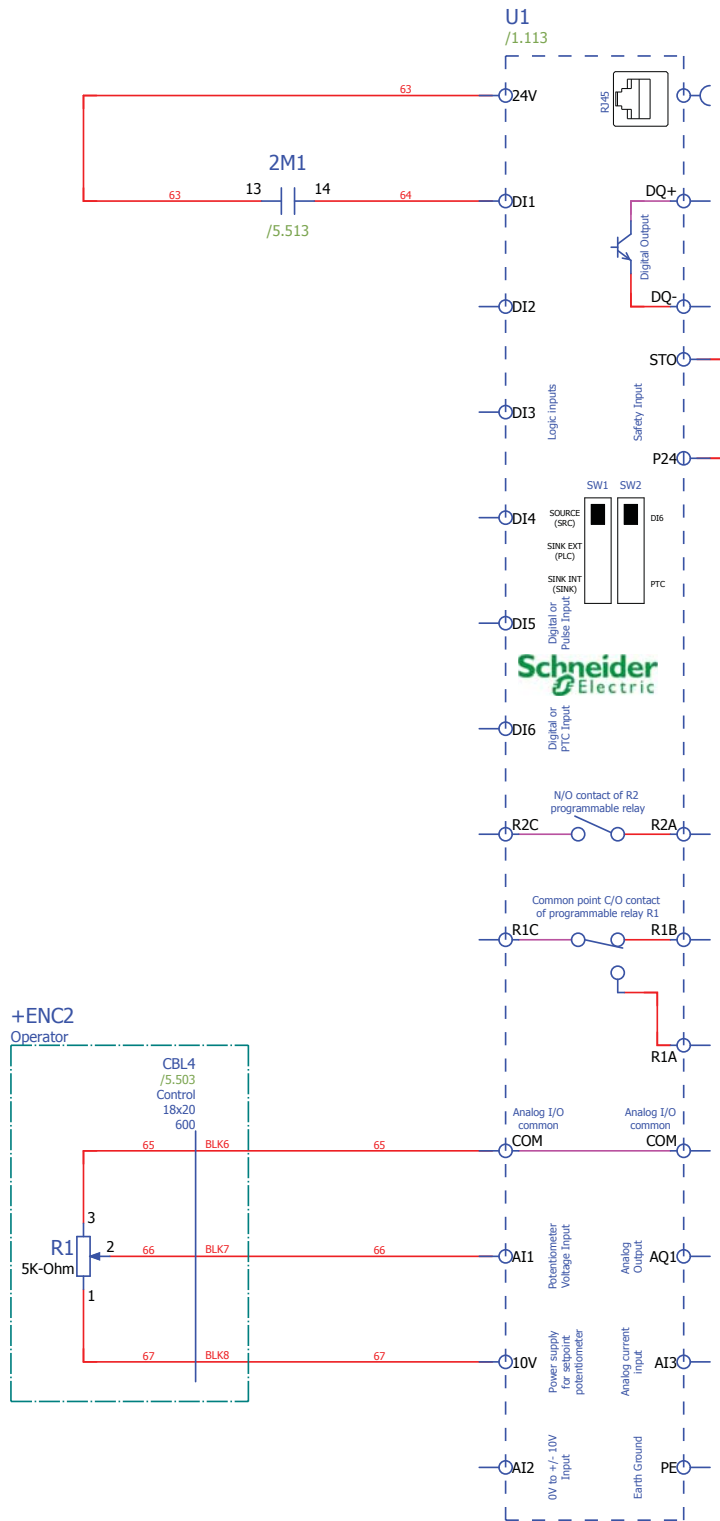 U1
/1.113
63
24V
RJ45
2M1
13
14
63
64
/5.513
DI1
DQ+
Digital Output
DI2
DQ-
STO
DI3
Logic inputs
Safety Input
P24
SW1
SW2
DI4
SOURCE
(SRC)
DI6
SINK EXT
(PLC)
SINK INT
(SINK)
PTC
DI5
Digital or
Pulse Input
Schneider
Electric
DI6
Digital or
PTC Input
N/O contact of R2
programmable relay
R2C
R2A
Common point C/O contact
of programmable relay R1
R1C
R1B
R1A
+ENC2
Operator
CBL4
/5.503
Control
18x20
600
Analog I/O
common
Analog I/O
common
65
BLK6
65
COM
COM
3
R1
2
5K-Ohm
1
66
BLK7
66
AI1
Potentiometer
Voltage Input
Analog
Output
AQ1
67
BLK8
67
10V
Power supply
for setpoint
potentiometer
Analog current
input
AI3
AI2
0V to +/- 10V
Input
Earth Ground
PE